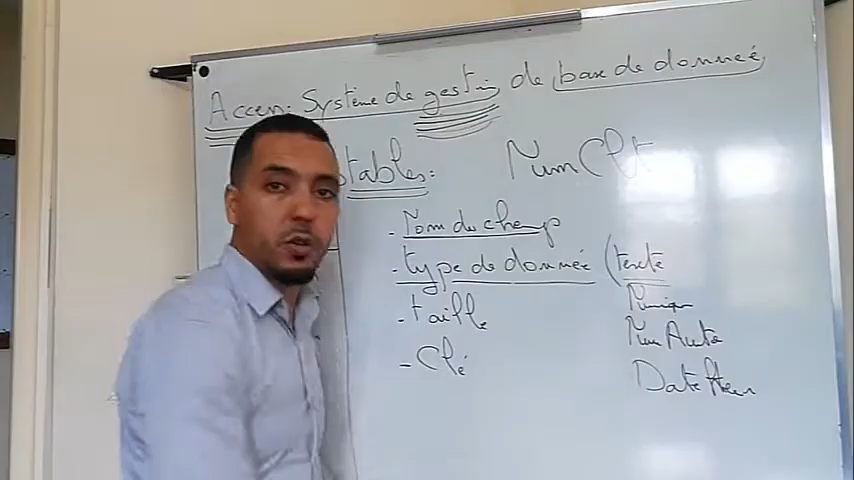 Access: Système de gestion de base de donnée
tables:
NumClt
- Nom du champ
- type de donnée (texte
Numérique
NumAuto
- taille
- Clé
Date/Heure